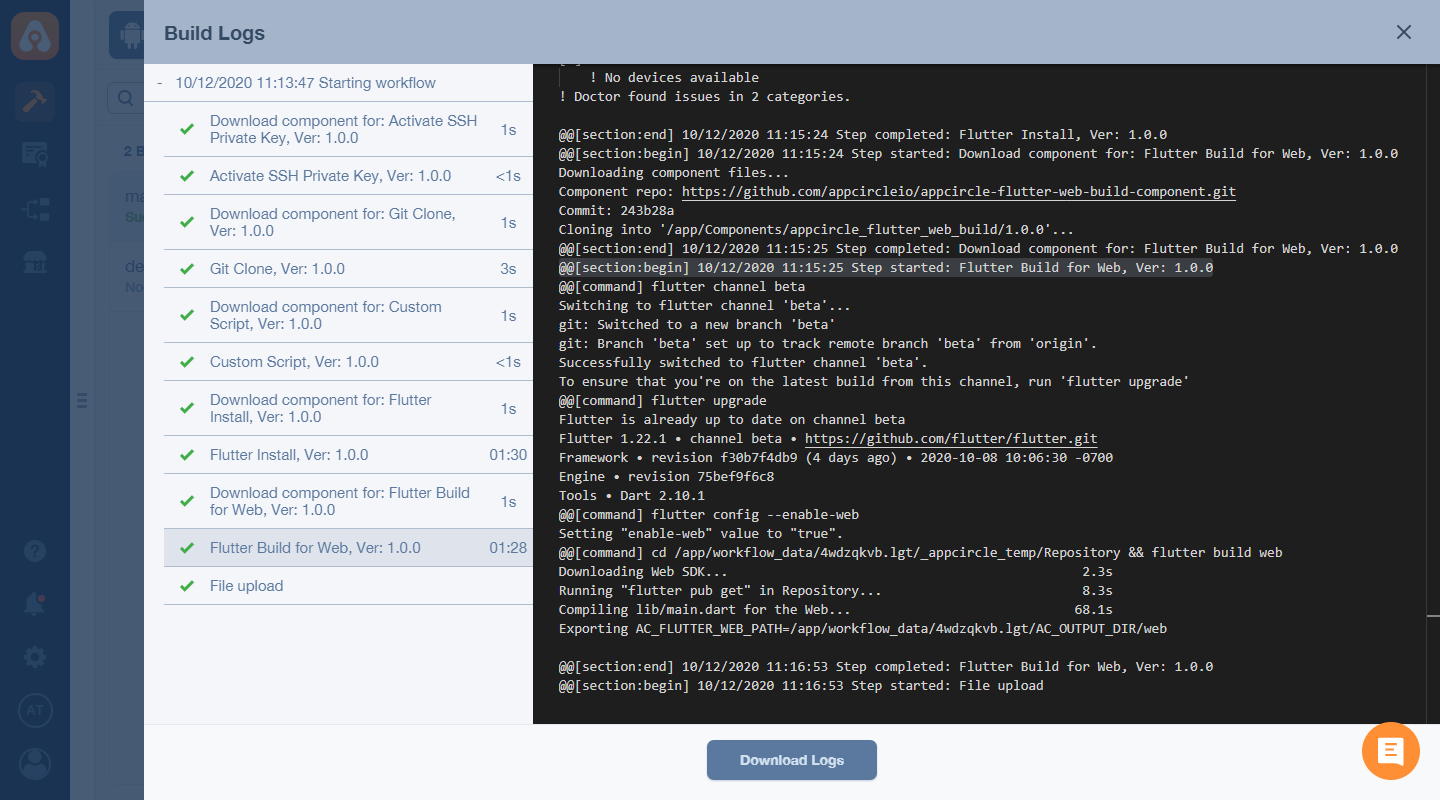 Build Logs
- 10/12/2020 11:13:47 Starting workflow
Download component for: Activate SSH
Private Key, Ver: 1.0.0
1s
Activate SSH Private Key, Ver: 1.0.0
<1s
Download component for: Git Clone,
Ver: 1.0.0
1s
Git Clone, Ver: 1.0.0
3s
Download component for: Custom
Script, Ver: 1.0.0
1s
Custom Script, Ver: 1.0.0
<1s
Download component for: Flutter
Install, Ver: 1.0.0
1s
Flutter Install, Ver: 1.0.0
01:30
Download component for: Flutter Build
for Web, Ver: 1.0.0
1s
Flutter Build for Web, Ver: 1.0.0
01:28
File upload
! No devices available
! Doctor found issues in 2 categories.
@@[section:end] 10/12/2020 11:15:24 Step completed: Flutter Install, Ver: 1.0.0
@@[section:begin] 10/12/2020 11:15:24 Step started: Download component for: Flutter Build for Web, Ver: 1.0.0
Downloading component files...
Component repo: https://github.com/appcircleio/appcircle-flutter-web-build-component.git
Commit: 243b28a
Cloning into '/app/Components/appcircle_flutter_web_build/1.0.0'...
@@[section:end] 10/12/2020 11:15:25 Step completed: Download component for: Flutter Build for Web, Ver: 1.0.0
@@[section:begin] 10/12/2020 11:15:25 Step started: Flutter Build for Web, Ver: 1.0.0
@@[command] flutter channel beta
Switching to flutter channel 'beta'...
git: Switched to a new branch 'beta'
git: Branch 'beta' set up to track remote branch 'beta' from 'origin'.
Successfully switched to flutter channel 'beta'.
To ensure that you're on the latest build from this channel, run 'flutter upgrade'
@@[command] flutter upgrade
Flutter is already up to date on channel beta
Flutter 1.22.1 • channel beta • https://github.com/flutter/flutter.git
Framework • revision f30b7f4db9 (4 days ago) • 2020-10-08 10:06:30 -0700
Engine • revision 75bef9f6c8
Tools • Dart 2.10.1
@@[command] flutter config --enable-web
Setting "enable-web" value to "true".
@@[command] cd /app/workflow_data/4wdzqkvb.lgt/_appcircle_temp/Repository && flutter build web
Downloading Web SDK... 2.3s
Running "flutter pub get" in Repository... 8.3s
Compiling lib/main.dart for the Web... 68.1s
Exporting AC_FLUTTER_WEB_PATH=/app/workflow_data/4wdzqkvb.lgt/AC_OUTPUT_DIR/web
@@[section:end] 10/12/2020 11:16:53 Step completed: Flutter Build for Web, Ver: 1.0.0
@@[section:begin] 10/12/2020 11:16:53 Step started: File upload
AT
Download Logs